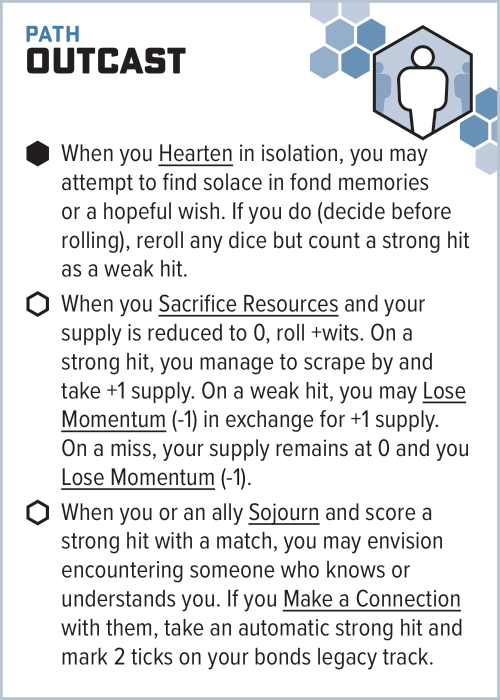 PATH
OUTCAST
When you Hearten in isolation, you may
attempt to find solace in fond memories
or a hopeful wish. If you do (decide before
rolling), reroll any dice but count a strong hit
as a weak hit.
When you Sacrifice Resources and your
supply is reduced to 0, roll +wits. On a
strong hit, you manage to scrape by and
take +1 supply. On a weak hit, you may Lose
Momentum (-1) in exchange for +1 supply.
On a miss, your supply remains at 0 and you
Lose Momentum (-1).
When you or an ally Sojourn and score a
strong hit with a match, you may envision
encountering someone who knows or
understands you. If you Make a Connection
with them, take an automatic strong hit and
mark 2 ticks on your bonds legacy track.